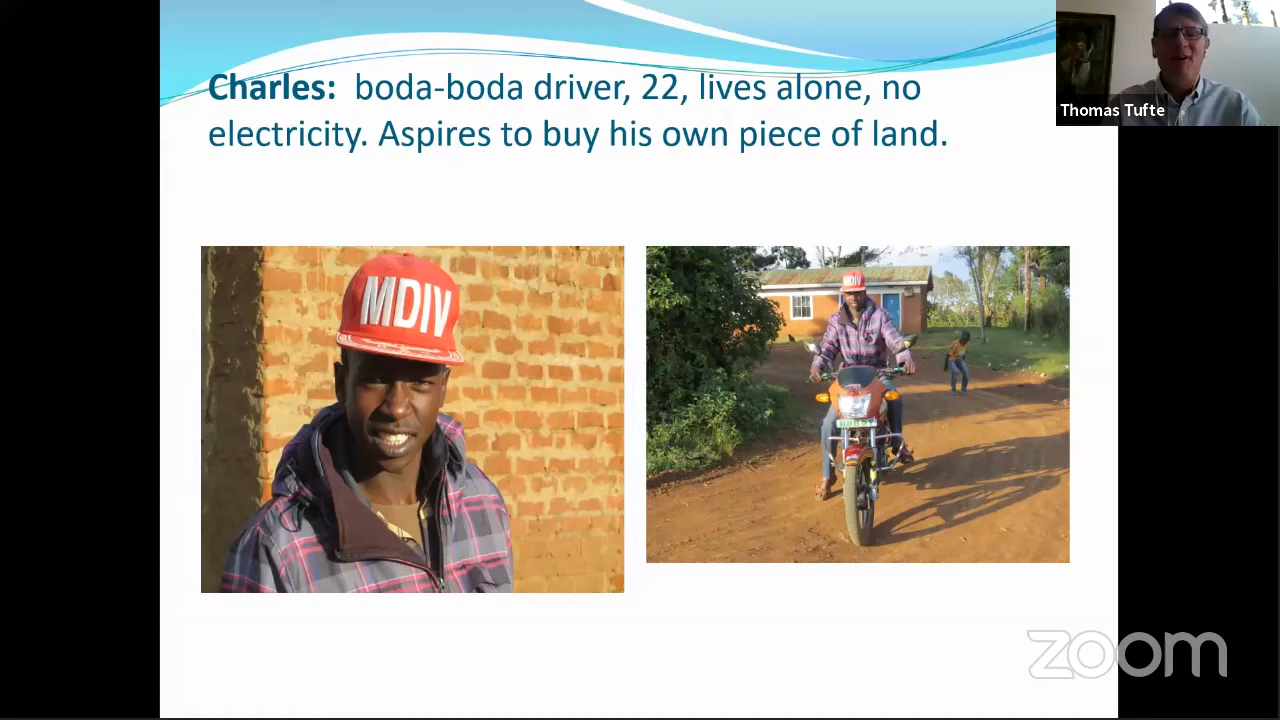 Charles: boda-boda driver, 22, lives alone, no
electricity. Aspires to buy his own piece of land.
Thomas Tufte
MDIV
MDIV
zoom